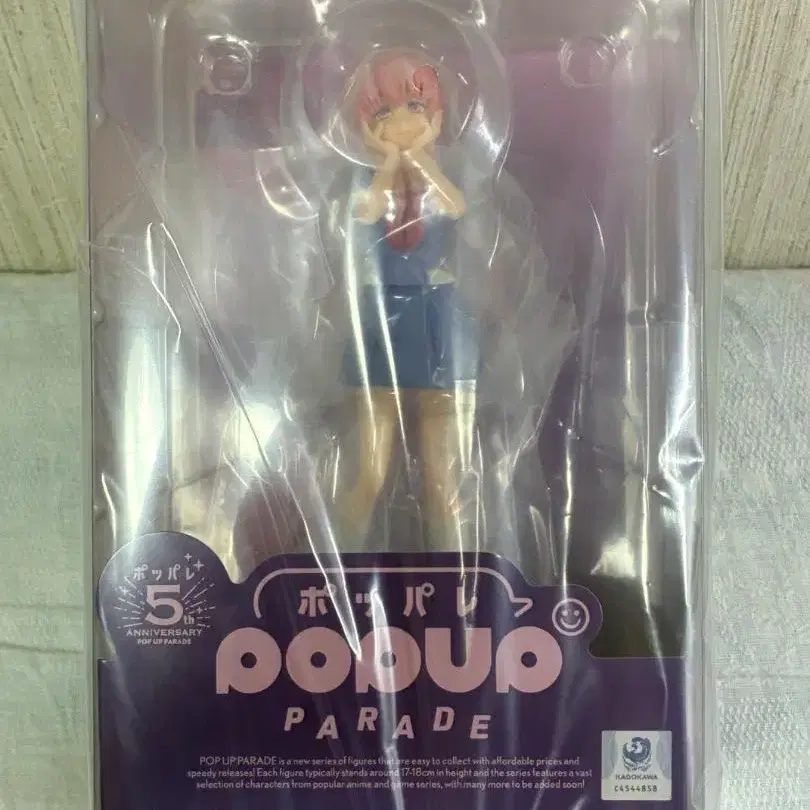 ポッパレ
5th
ANNIVERSARY
POP UP PARADE
ポッパレ
POPUP
PARADE
POP UP PARADE is a new series of figures that are easy to collect with affordable prices and
speedy releases! Each figure typically stands around 17-18cm in height and the series features a vast
selection of characters from popular anime and game series, with many more to be added soon!
KADOKAWA
C4544858